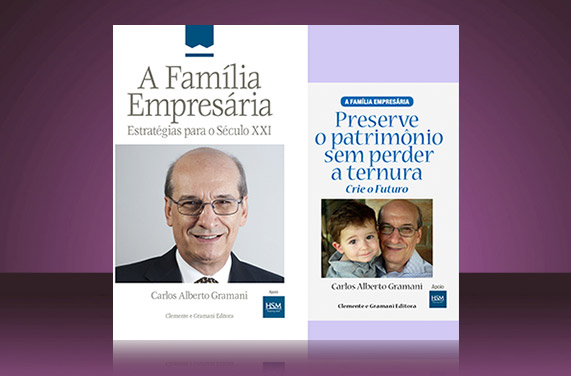 A Família
Empresária
Estratégias para o Século XXI
Carlos Alberto Gramani
Apoio
HSM
Clemente e Gramani Editora
A FAMÍLIA EMPRESÁRIA
Preserve
o patrimônio
sem perder
a ternura
Crie o Futuro
Carlos Alberto Gramani
Apoio
HSM
Clemente e Gramani Editora